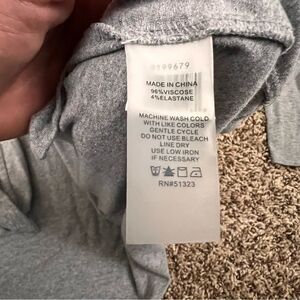 0199679
MADE IN CHINA
96%VISCOSE
4%ELASTANE
MACHINE WASH COLD
WITH LIKE COLORS
GENTLE CYCLE
DO NOT USE BLEACH
LINE DRY
USE LOW IRON
IF NECESSARY
RN#51323